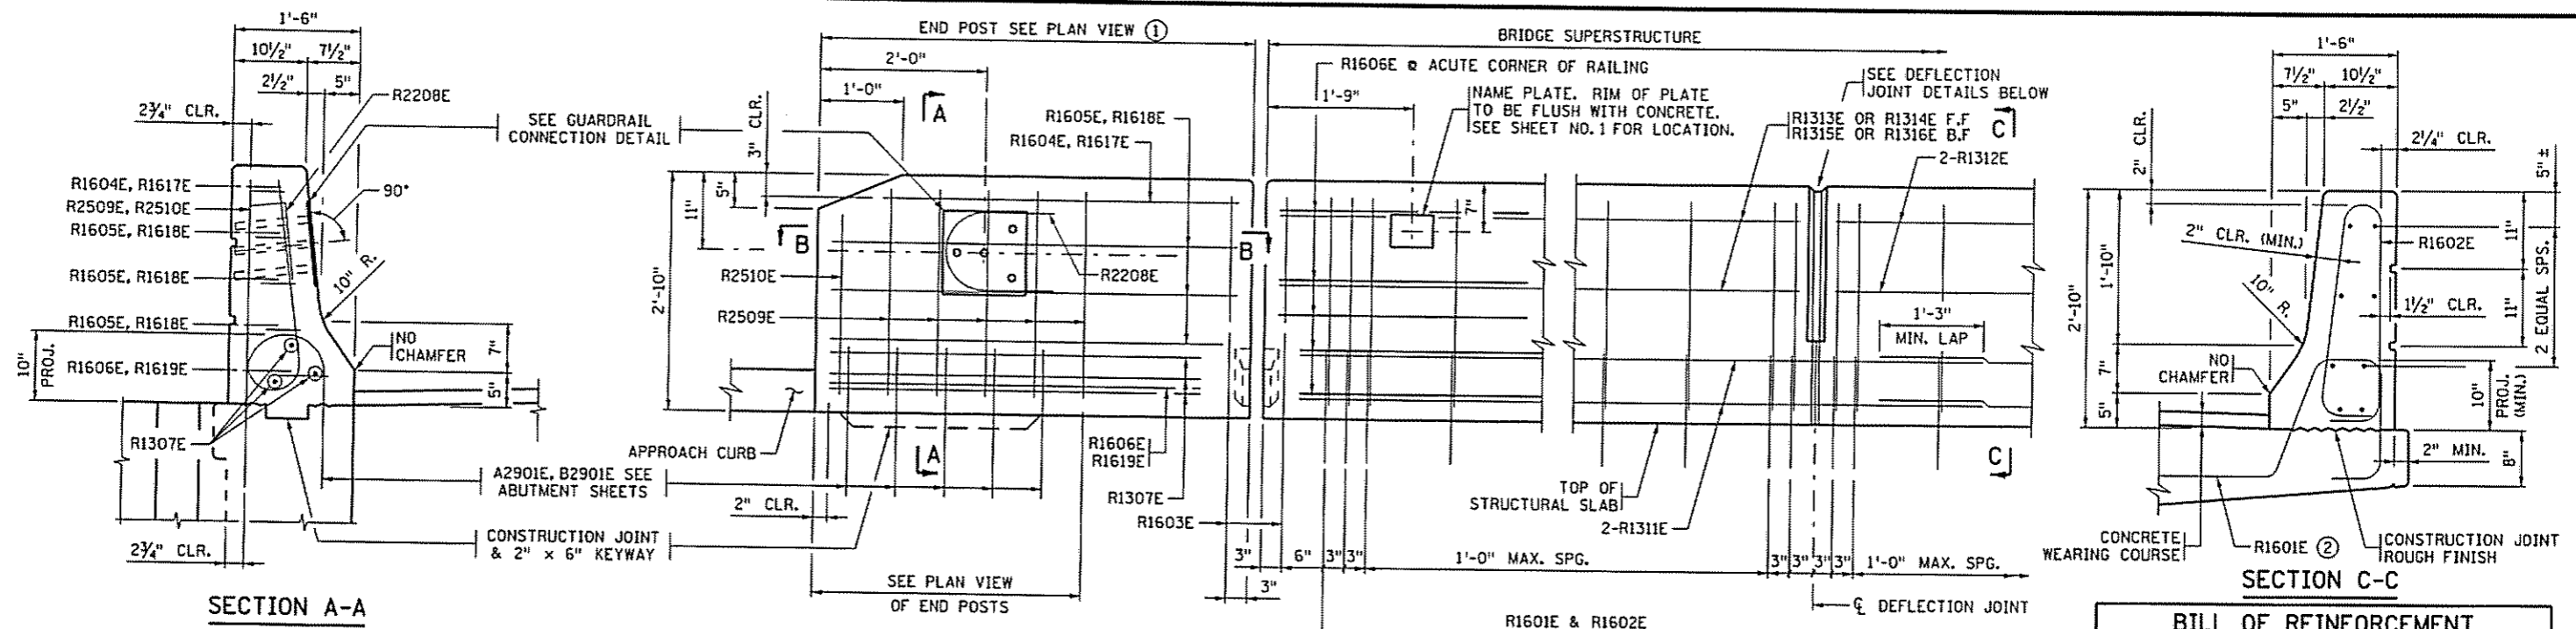 1'-6"
10½"
7½"
2½"
5"
R2208E
2¾" CLR.
SEE GUARDRAIL
CONNECTION DETAIL
R1604E, R1617E
R2509E, R2510E
R1605E, R1618E
R1605E, R1618E
R1605E, R1618E
R1606E, R1619E
90°
10" R.
10"
PROJ.
NO
CHAMFER
7"
5"
R1307E
A2901E, B2901E SEE
ABUTMENT SHEETS
CONSTRUCTION JOINT
& 2" x 6" KEYWAY
2¾" CLR.
SECTION A-A
END POST SEE PLAN VIEW ①
2'-0"
1'-0"
A
3" CLR.
5"
11"
B
2'-10"
R1605E, R1618E
R1604E, R1617E
R2510E
R2509E
R2208E
B
APPROACH CURB
A
2" CLR.
R1606E
R1619E
R1307E
R1603E
SEE PLAN VIEW
OF END POSTS
3"
3"
BRIDGE SUPERSTRUCTURE
R1606E @ ACUTE CORNER OF RAILING
1'-9"
NAME PLATE. RIM OF PLATE
TO BE FLUSH WITH CONCRETE.
SEE SHEET NO. 1 FOR LOCATION.
SEE DEFLECTION
JOINT DETAILS BELOW
C
R1313E OR R1314E F.F
R1315E OR R1316E B.F
2-R1312E
7"
1'-3"
MIN. LAP
TOP OF
STRUCTURAL SLAB
2-R1311E
C
6"
3"
3"
1'-0" MAX. SPG.
3"
3"
3"
3"
1'-0" MAX. SPG.
R1601E & R1602E
℄ DEFLECTION JOINT
1'-6"
7½"
10½"
5"
2½"
2" CLR.
2¼" CLR.
5" ±
2" CLR. (MIN.)
R1602E
11"
1'-10"
2'-10"
10" R.
1½" CLR.
11"
2 EQUAL SPS.
NO
CHAMFER
7"
5"
10"
PROJ.
(MIN.)
2" MIN.
8"
CONCRETE
WEARING COURSE
R1601E ②
CONSTRUCTION JOINT
ROUGH FINISH
SECTION C-C
BILL OF REINFORCEMENT